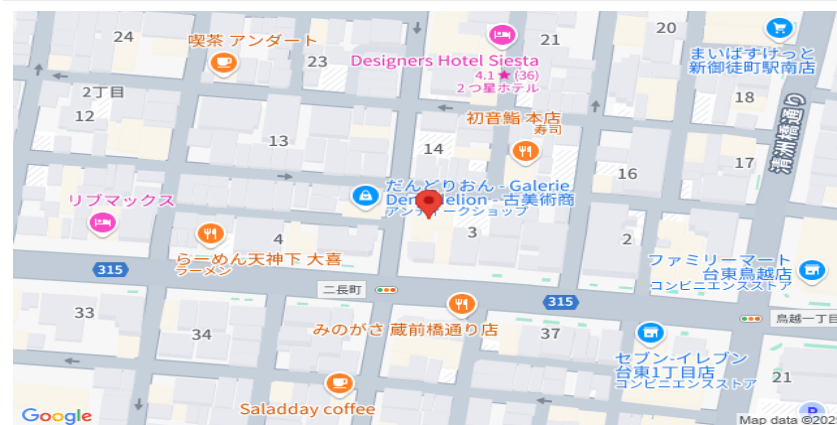 24
喫茶 アンダート
23
Designers Hotel Siesta
4.1★(36)
2 つ星ホテル
21
20
まいばすけっと
新御徒町駅南店
2丁目
12
18
清洲橋通り
初音鮨 本店
寿司
13
14
17
16
だんどりおん - Galerie
elion - 古美術商
アンティークショップ
リブマックス
らーめん天神下 大喜
ラーメン
4
3
2
ファミリーマート
台東鳥越店
コンビニエンスストア
315
二長町
315
鳥越一丁目
33
34
みのがさ 蔵前橋通り店
37
セブン-イレブン
台東1丁目店
コンビニエンスストア
21
Saladday coffee
P
Google
Map data ©202